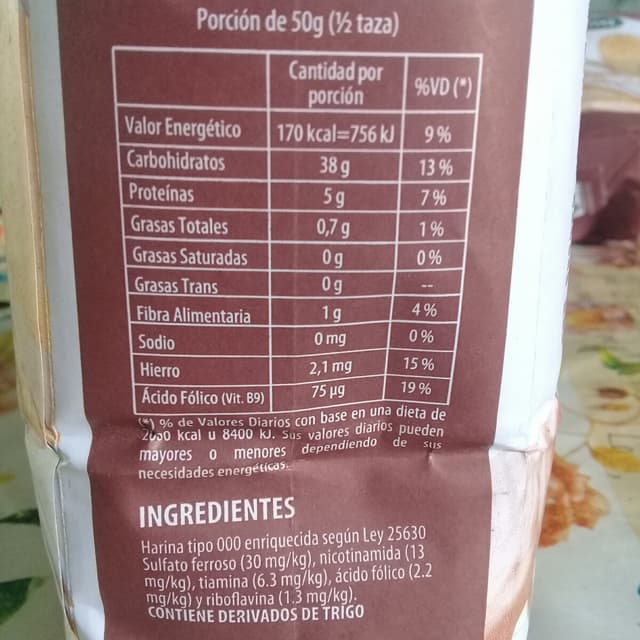 Porción de 50g (½ taza)
Cantidad por porción %VD (*)
Valor Energético 170 kcal=756 kJ 9 %
Carbohidratos 38 g 13 %
Proteínas 5 g 7 %
Grasas Totales 0,7 g 1 %
Grasas Saturadas 0 g 0 %
Grasas Trans 0 g --
Fibra Alimentaria 1 g 4 %
Sodio 0 mg 0 %
Hierro 2,1 mg 15 %
Ácido Fólico (Vit. B9) 75 µg 19 %
(*) % de Valores Diarios con base en una dieta de
2000 kcal u 8400 kJ. Sus valores diarios pueden
mayores o menores dependiendo de sus
necesidades energéticas.
INGREDIENTES
Harina tipo 000 enriquecida según Ley 25630
Sulfato ferroso (30 mg/kg), nicotinamida (13
mg/kg), tiamina (6.3 mg/kg), ácido fólico (2.2
mg/kg) y riboflavina (1.3 mg/kg).
CONTIENE DERIVADOS DE TRIGO